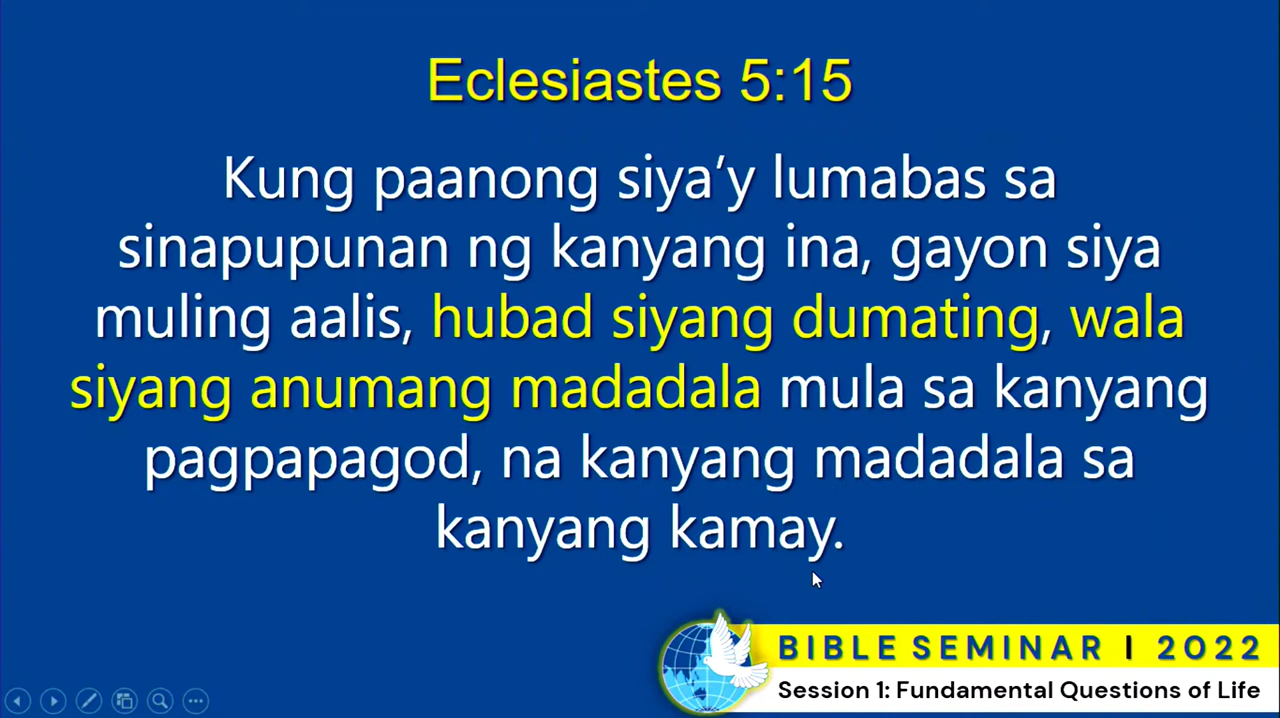 Eclesiastes 5:15
Kung paanong siya’y lumabas sa
sinapupunan ng kanyang ina, gayon siya
muling aalis, hubad siyang dumating, wala
siyang anumang madadala mula sa kanyang
pagpapagod, na kanyang madadala sa
kanyang kamay.
BIBLE SEMINAR | 2022
Session 1: Fundamental Questions of Life